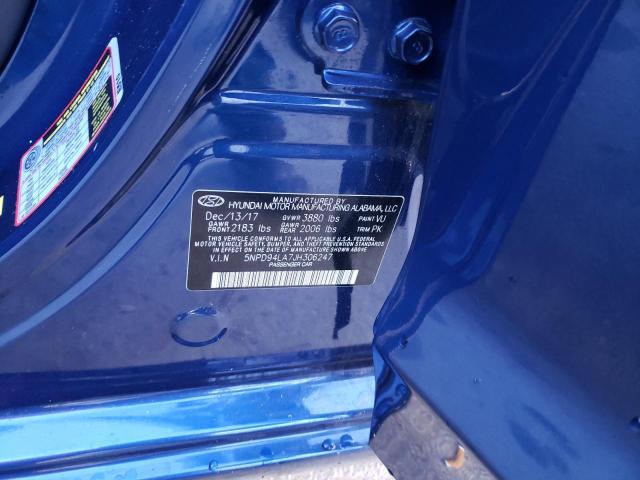 MANUFACTURED BY
HYUNDAI MOTOR MANUFACTURING ALABAMA, LLC
Dec/13/17 GVWR 3880 lbs PAINT VU
GAWR FRONT 2183 lbs GAWR REAR 2006 lbs TRIM PK
THIS VEHICLE CONFORMS TO ALL APPLICABLE U.S.A. FEDERAL
MOTOR VEHICLE SAFETY, BUMPER, AND THEFT PREVENTION
STANDARDS IN EFFECT ON THE DATE OF MANUFACTURE SHOWN ABOVE.
V.I.N 5NPD94LA7JH306247
PASSENGER CAR